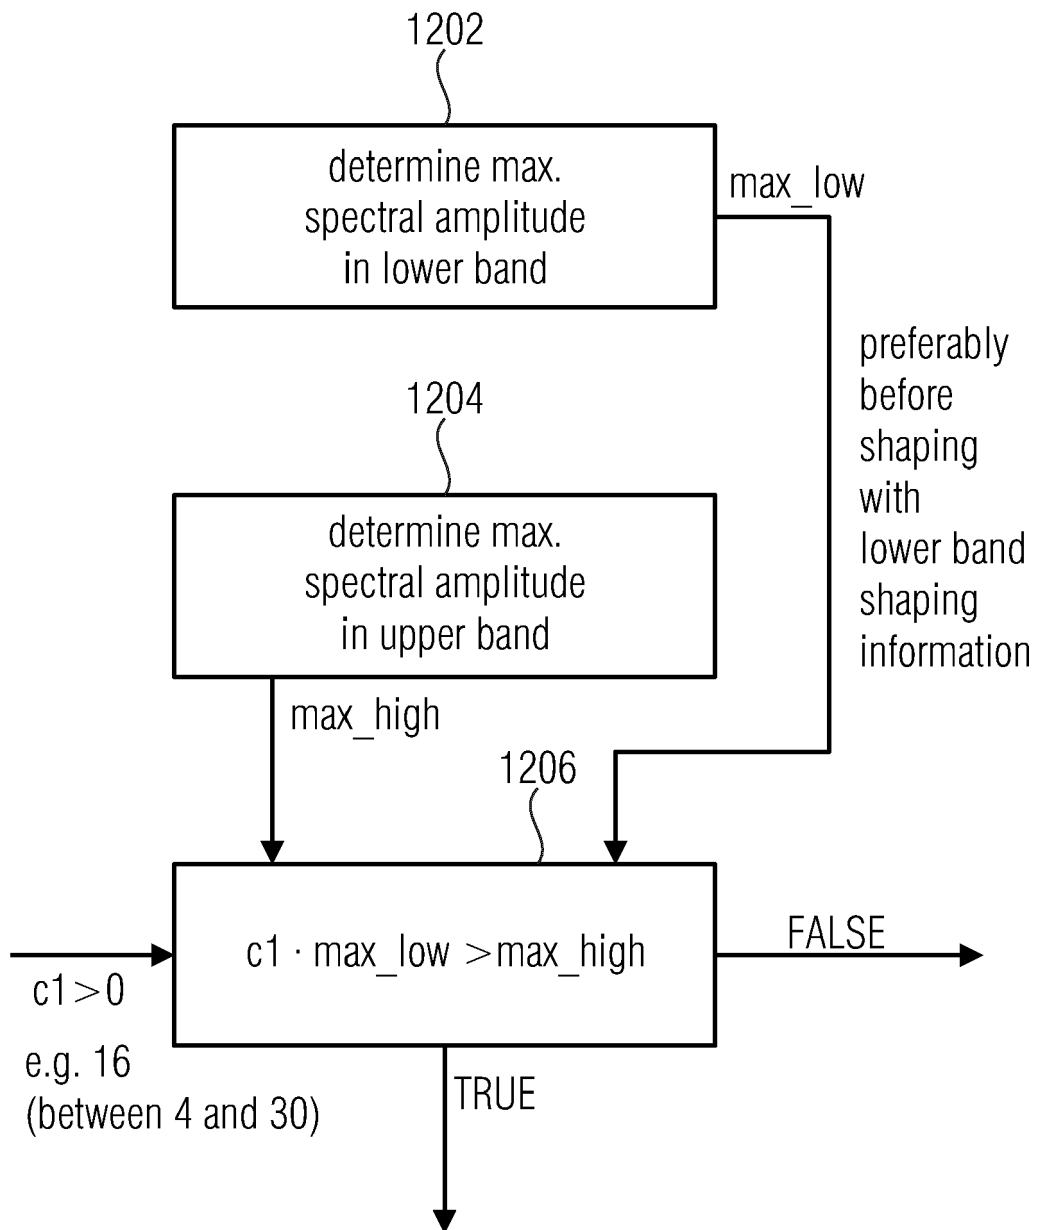 1202
determine max.
spectral amplitude
in lower band
max_low
preferably
before
shaping
with
lower band
shaping
information
1204
determine max.
spectral amplitude
in upper band
max_high
1206
c1 · max_low >max_high
FALSE
c1>0
e.g. 16
(between 4 and 30)
TRUE